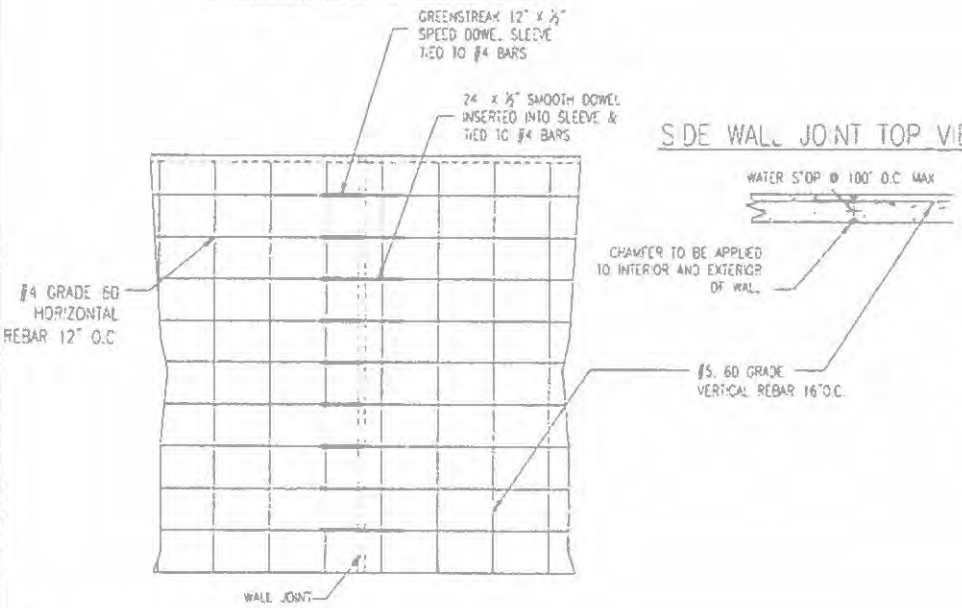 GREENSTREAK 12" X ½"
SPEED DOWEL SLEEVE
TIED TO #4 BARS
24" X ½" SMOOTH DOWEL
INSERTED INTO SLEEVE &
TIED TO #4 BARS
SIDE WALL JOINT TOP VIE
WATER STOP @ 100' O.C. MAX
CHAMFER TO BE APPLIED
TO INTERIOR AND EXTERIOR
OF WALL
#4 GRADE 60
HORIZONTAL
REBAR 12" O.C.
#5, 60 GRADE
VERTICAL REBAR 16"O.C.
WALL JOINT